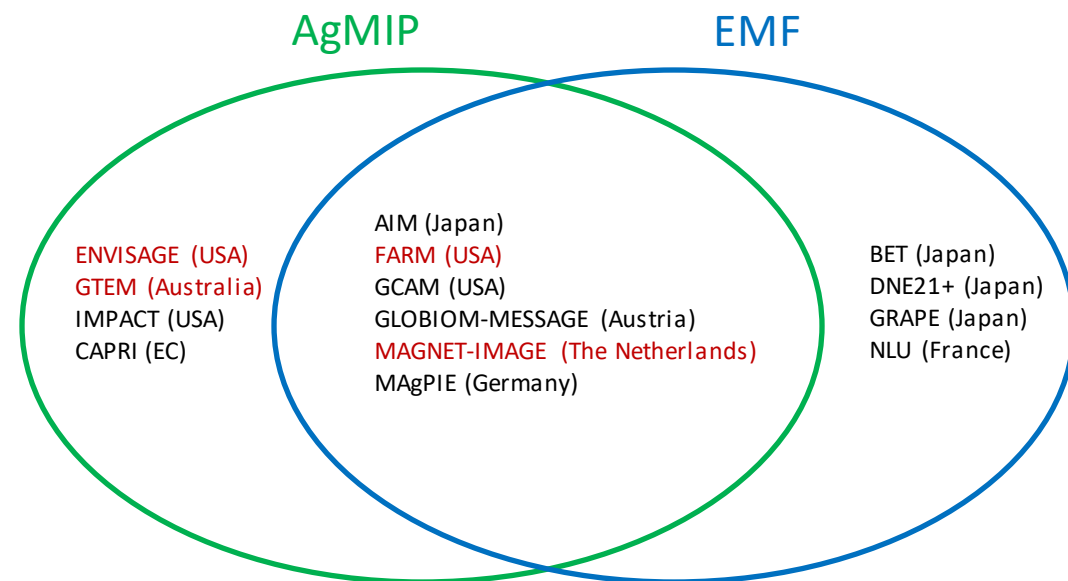 AgMIP
EMF
ENVISAGE (USA)
GTEM (Australia)
IMPACT (USA)
CAPRI (EC)
AIM (Japan)
FARM (USA)
GCAM (USA)
GLOBIOM-MESSAGE (Austria)
MAGNET-IMAGE (The Netherlands)
MAgPIE (Germany)
BET (Japan)
DNE21+ (Japan)
GRAPE (Japan)
NLU (France)